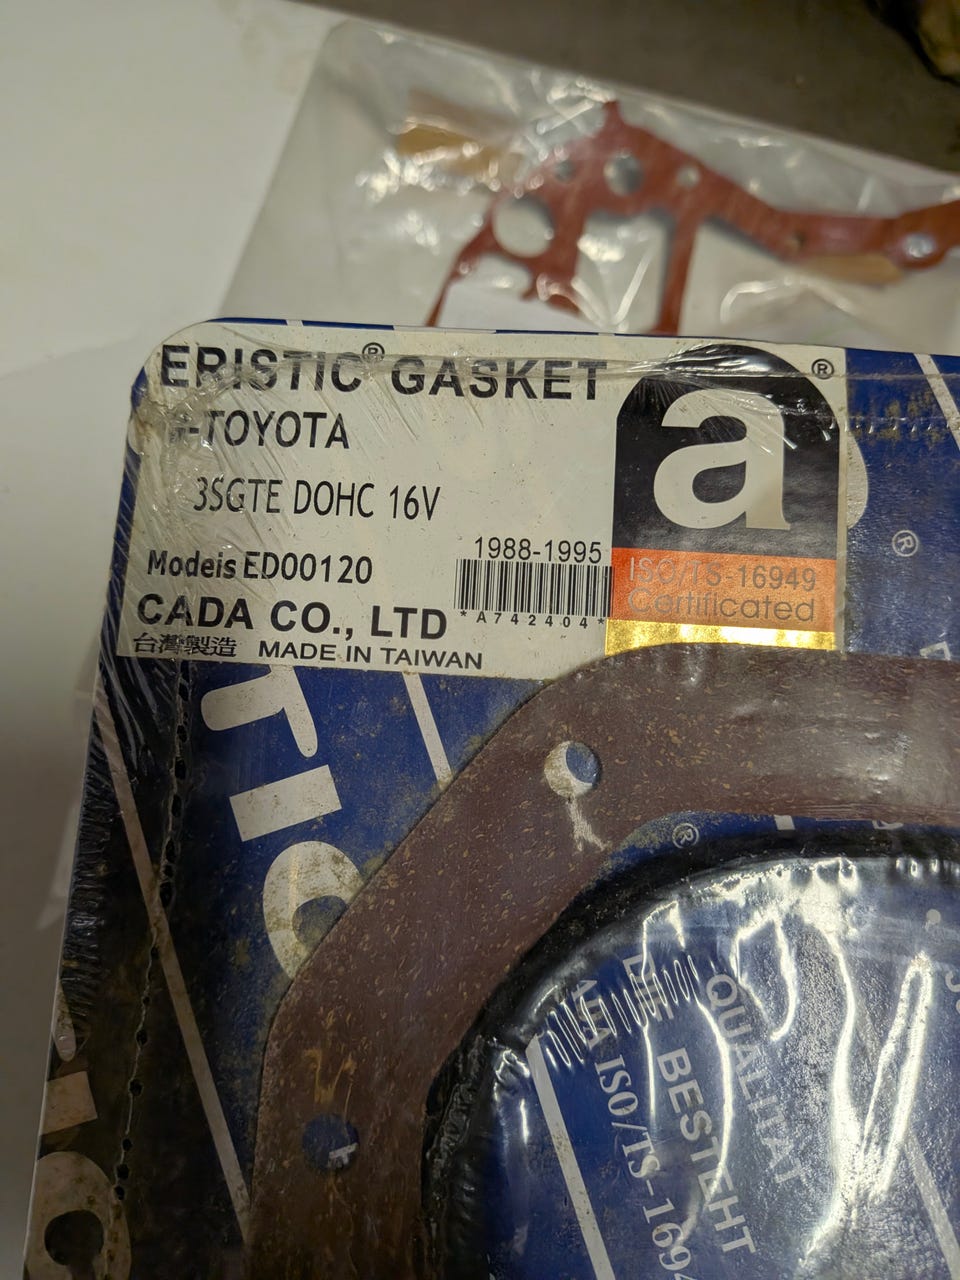 ERISTIC® GASKET
-TOYOTA
3SGTE DOHC 16V
1988-1995
Modeis ED00120
*A742404*
CADA CO., LTD
台灣製造 MADE IN TAIWAN
a®
ISO/TS-16949
Certificated
®
®
QUALITAT
BESTEHT
ISO/TS-1694